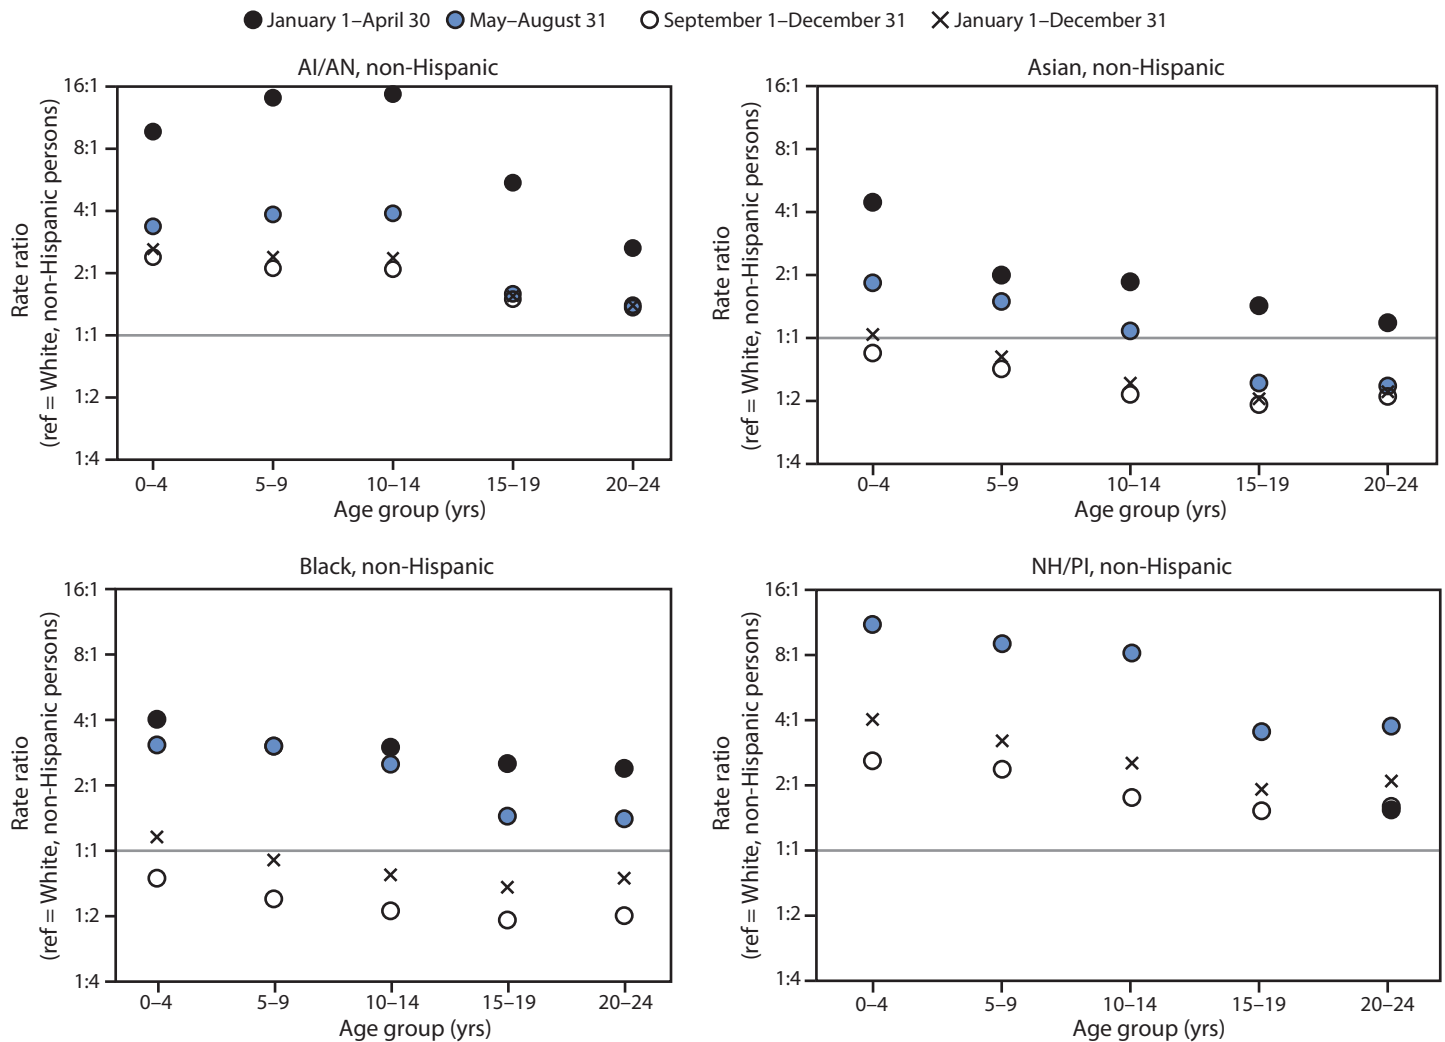 January 1–April 30 May–August 31 September 1–December 31 January 1–December 31
AI/AN, non-Hispanic
Rate ratio
(ref = White, non-Hispanic persons)
16:1
8:1
4:1
2:1
1:1
1:2
1:4
0–4 5–9 10–14 15–19 20–24
Age group (yrs)
Asian, non-Hispanic
Rate ratio
(ref = White, non-Hispanic persons)
16:1
8:1
4:1
2:1
1:1
1:2
1:4
0–4 5–9 10–14 15–19 20–24
Age group (yrs)
Black, non-Hispanic
Rate ratio
(ref = White, non-Hispanic persons)
16:1
8:1
4:1
2:1
1:1
1:2
1:4
0–4 5–9 10–14 15–19 20–24
Age group (yrs)
NH/PI, non-Hispanic
Rate ratio
(ref = White, non-Hispanic persons)
16:1
8:1
4:1
2:1
1:1
1:2
1:4
0–4 5–9 10–14 15–19 20–24
Age group (yrs)